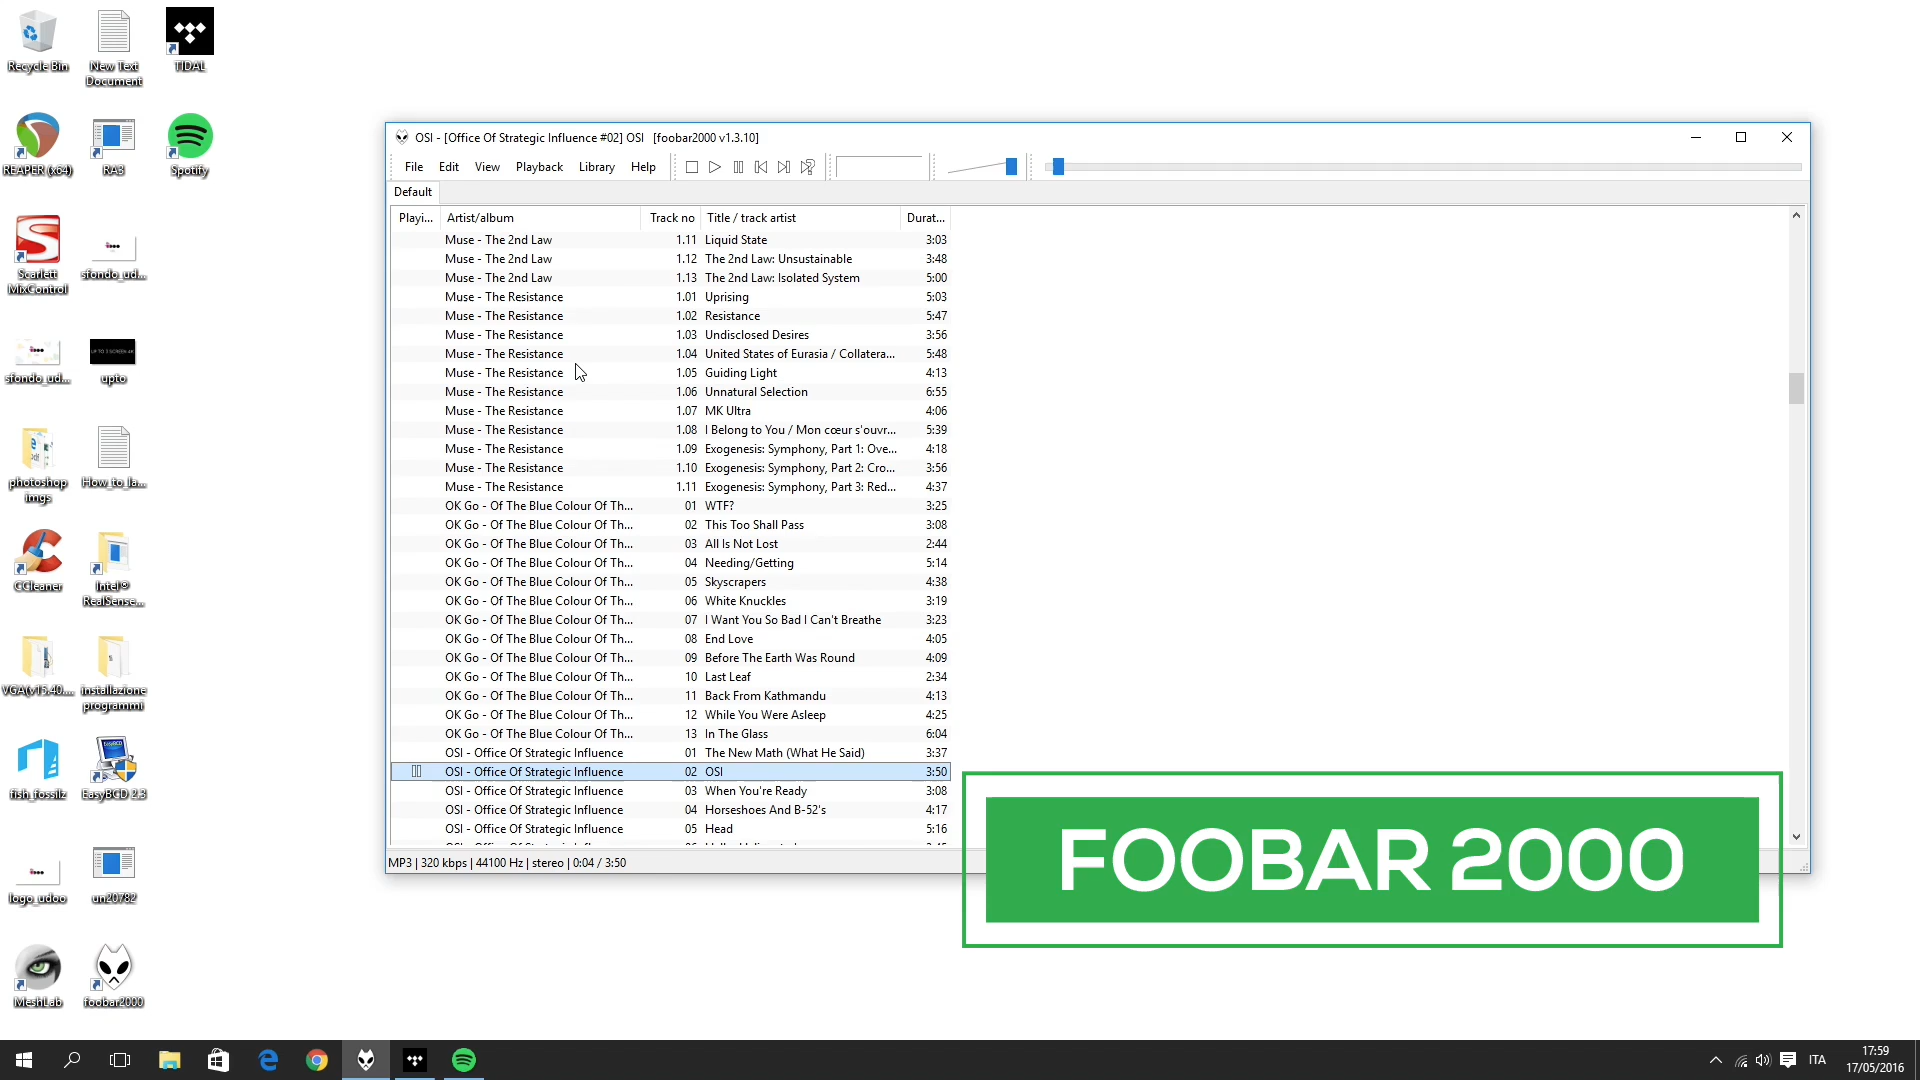 Recycle Bin
New Text
Document
TIDAL
REAPER (x64)
RA3
Spotify
Scarlett
MixControl
sfondo_ud...
sfondo_ud...
UP TO 3 SCREEN 4K
upto
photoshop
imgs
How_to_la...
CCleaner
Intel®
RealSense...
VGA(v15.40....
installazione
programmi
fish_fossilz
EasyBCD 2.3
logo_udoo
un20782
MeshLab
foobar2000
OSI - [Office Of Strategic Influence #02] OSI [foobar2000 v1.3.10]
File Edit View Playback Library Help
Default
Playi... Artist/album Track no Title / track artist Durat...
Muse - The 2nd Law 1.11 Liquid State 3:03
Muse - The 2nd Law 1.12 The 2nd Law: Unsustainable 3:48
Muse - The 2nd Law 1.13 The 2nd Law: Isolated System 5:00
Muse - The Resistance 1.01 Uprising 5:03
Muse - The Resistance 1.02 Resistance 5:47
Muse - The Resistance 1.03 Undisclosed Desires 3:56
Muse - The Resistance 1.04 United States of Eurasia / Collatera... 5:48
Muse - The Resistance 1.05 Guiding Light 4:13
Muse - The Resistance 1.06 Unnatural Selection 6:55
Muse - The Resistance 1.07 MK Ultra 4:06
Muse - The Resistance 1.08 I Belong to You / Mon cœur s'ouvr... 5:39
Muse - The Resistance 1.09 Exogenesis: Symphony, Part 1: Ove... 4:18
Muse - The Resistance 1.10 Exogenesis: Symphony, Part 2: Cro... 3:56
Muse - The Resistance 1.11 Exogenesis: Symphony, Part 3: Red... 4:37
OK Go - Of The Blue Colour Of Th... 01 WTF? 3:25
OK Go - Of The Blue Colour Of Th... 02 This Too Shall Pass 3:08
OK Go - Of The Blue Colour Of Th... 03 All Is Not Lost 2:44
OK Go - Of The Blue Colour Of Th... 04 Needing/Getting 5:14
OK Go - Of The Blue Colour Of Th... 05 Skyscrapers 4:38
OK Go - Of The Blue Colour Of Th... 06 White Knuckles 3:19
OK Go - Of The Blue Colour Of Th... 07 I Want You So Bad I Can't Breathe 3:23
OK Go - Of The Blue Colour Of Th... 08 End Love 4:05
OK Go - Of The Blue Colour Of Th... 09 Before The Earth Was Round 4:09
OK Go - Of The Blue Colour Of Th... 10 Last Leaf 2:34
OK Go - Of The Blue Colour Of Th... 11 Back From Kathmandu 4:13
OK Go - Of The Blue Colour Of Th... 12 While You Were Asleep 4:25
OK Go - Of The Blue Colour Of Th... 13 In The Glass 6:04
OSI - Office Of Strategic Influence 01 The New Math (What He Said) 3:37
OSI - Office Of Strategic Influence 02 OSI 3:50
OSI - Office Of Strategic Influence 03 When You're Ready 3:08
OSI - Office Of Strategic Influence 04 Horseshoes And B-52's 4:17
OSI - Office Of Strategic Influence 05 Head 5:16
MP3 | 320 kbps | 44100 Hz | stereo | 0:04 / 3:50
FOOBAR 2000
ITA
17:59
17/05/2016